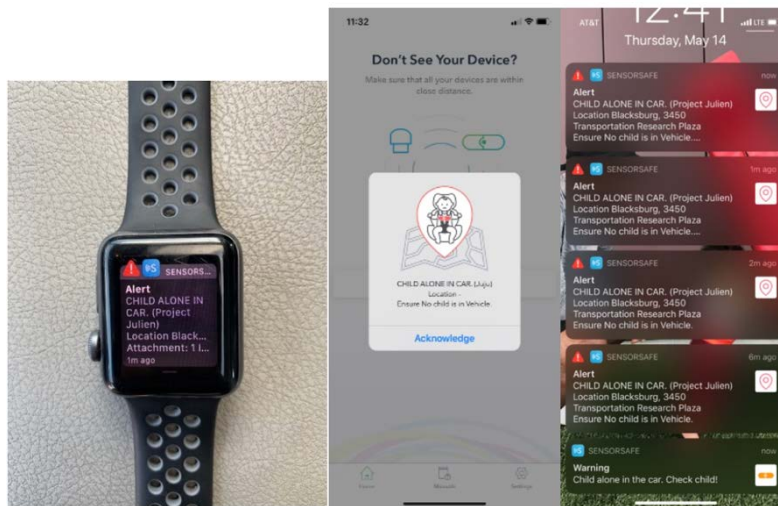 SENSORS...
Alert
CHILD ALONE IN
CAR. (Project
Julien)
Location Black...
Attachment: 1 i...
1m ago
11:32
Don't See Your Device?
Make sure that all your devices are within
close distance.
CHILD ALONE IN CAR. (Juju)
Location -
Ensure No child is in Vehicle.
Acknowledge
Home
Settings
AT&T
12:41
LTE
Thursday, May 14
SENSORSAFE
now
Alert
CHILD ALONE IN CAR. (Project Julien)
Location Blacksburg, 3450
Transportation Research Plaza
Ensure No child is in Vehicle....
SENSORSAFE
1m ago
Alert
CHILD ALONE IN CAR. (Project Julien)
Location Blacksburg, 3450
Transportation Research Plaza
Ensure No child is in Vehicle....
SENSORSAFE
2m ago
Alert
CHILD ALONE IN CAR. (Project Julien)
Location Blacksburg, 3450
Transportation Research Plaza
Ensure No child is in Vehicle.
SENSORSAFE
6m ago
Alert
CHILD ALONE IN CAR. (Project Julien)
Location Blacksburg, 3450
Transportation Research Plaza
Ensure No child is in Vehicle.
SENSORSAFE
now
Warning
Child alone in the car. Check child!